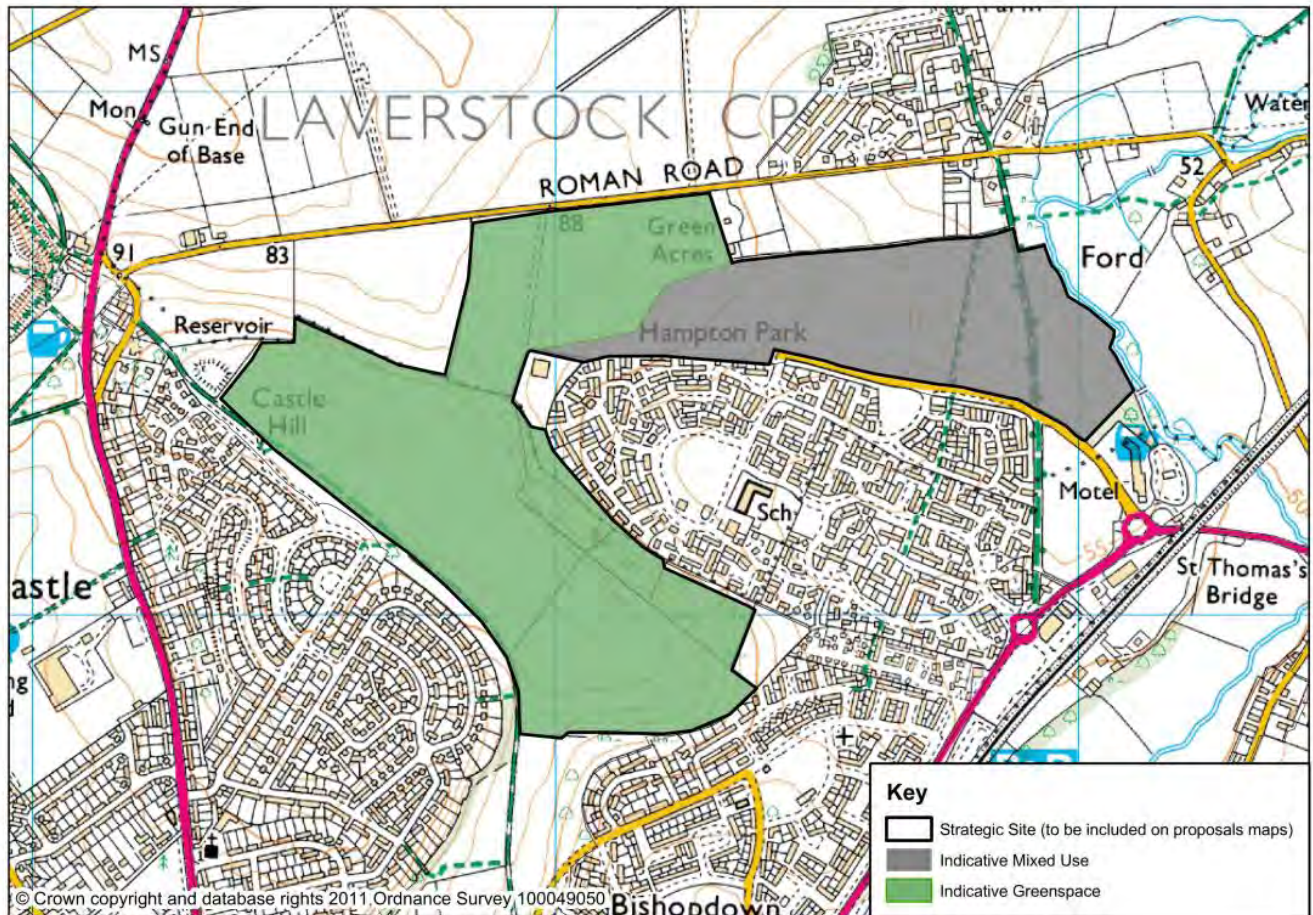 MS
Mon
Gun End
of Base
LAVERSTOCK CP
Water
ROMAN ROAD
52
88
Green
Acres
91
83
Ford
Reservoir
Hampton Park
Castle
Hill
Motel
Sch
55
50
St Thomas's
Bridge
astle
ng
Key
Strategic Site (to be included on proposals maps)
Indicative Mixed Use
Indicative Greenspace
© Crown copyright and database rights 2011 Ordnance Survey 100049050
Bishopdown